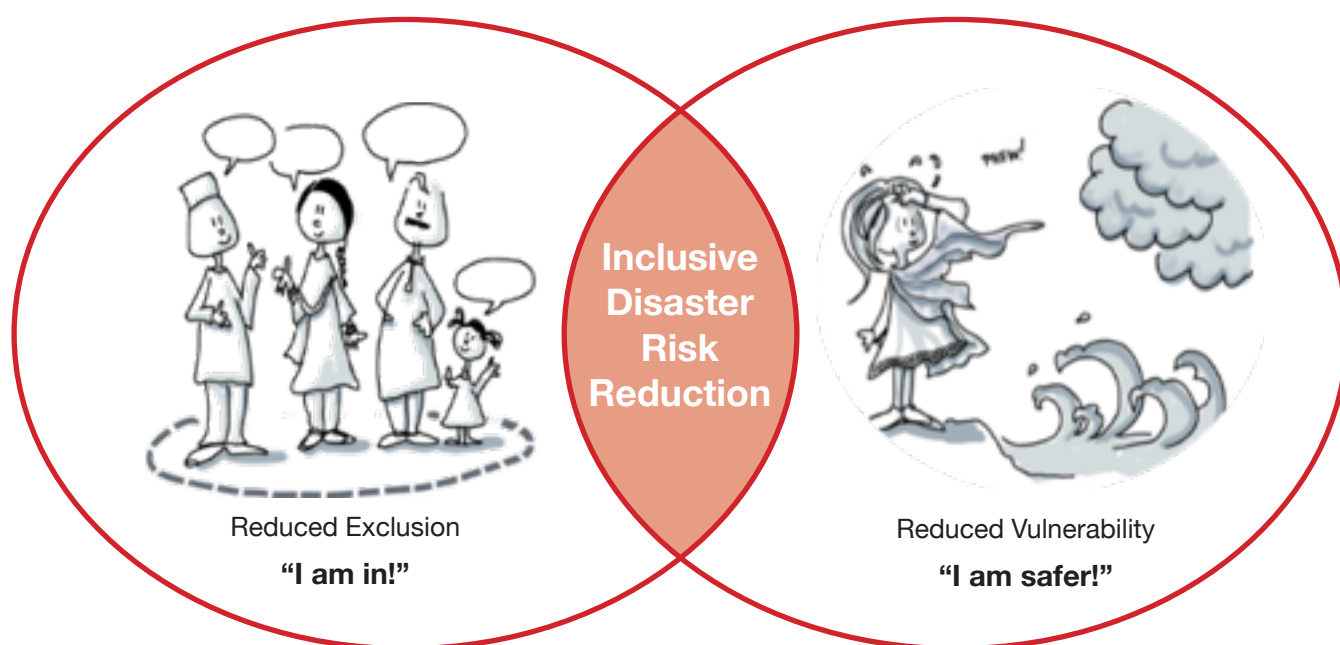 Inclusive
Disaster
Risk
Reduction
Reduced Exclusion
“I am in!”
Reduced Vulnerability
“I am safer!”